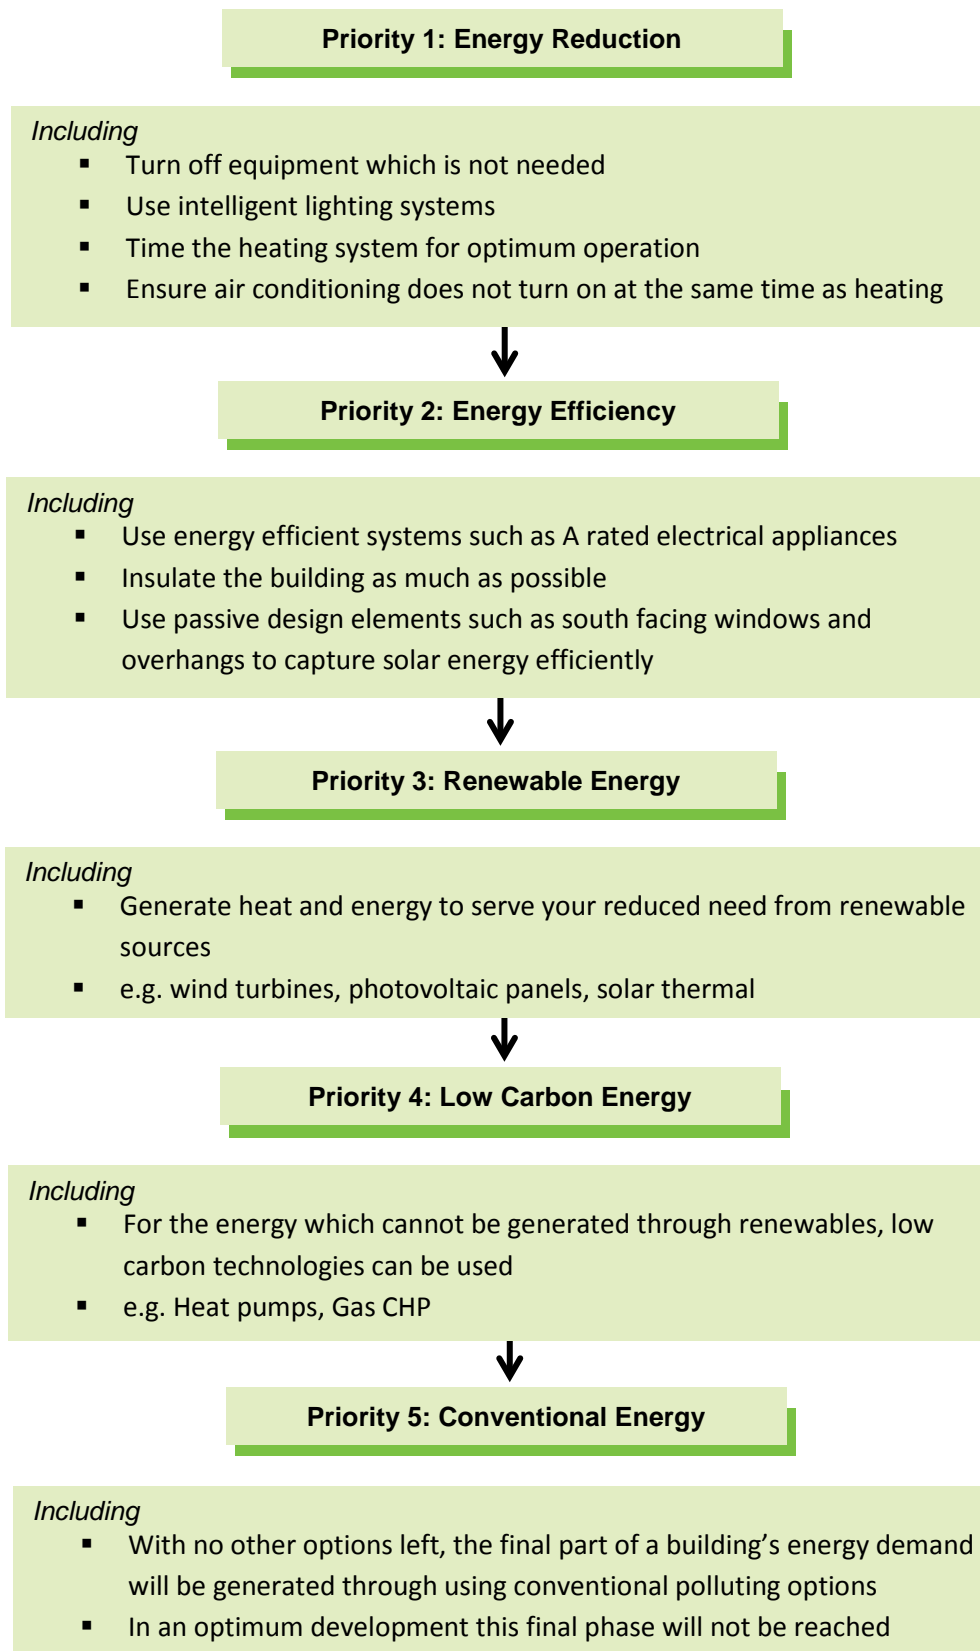 Priority 1: Energy Reduction
Including
▪ Turn off equipment which is not needed
▪ Use intelligent lighting systems
▪ Time the heating system for optimum operation
▪ Ensure air conditioning does not turn on at the same time as heating
Priority 2: Energy Efficiency
Including
▪ Use energy efficient systems such as A rated electrical appliances
▪ Insulate the building as much as possible
▪ Use passive design elements such as south facing windows and
overhangs to capture solar energy efficiently
Priority 3: Renewable Energy
Including
▪ Generate heat and energy to serve your reduced need from renewable
sources
▪ e.g. wind turbines, photovoltaic panels, solar thermal
Priority 4: Low Carbon Energy
Including
▪ For the energy which cannot be generated through renewables, low
carbon technologies can be used
▪ e.g. Heat pumps, Gas CHP
Priority 5: Conventional Energy
Including
▪ With no other options left, the final part of a building’s energy demand
will be generated through using conventional polluting options
▪ In an optimum development this final phase will not be reached